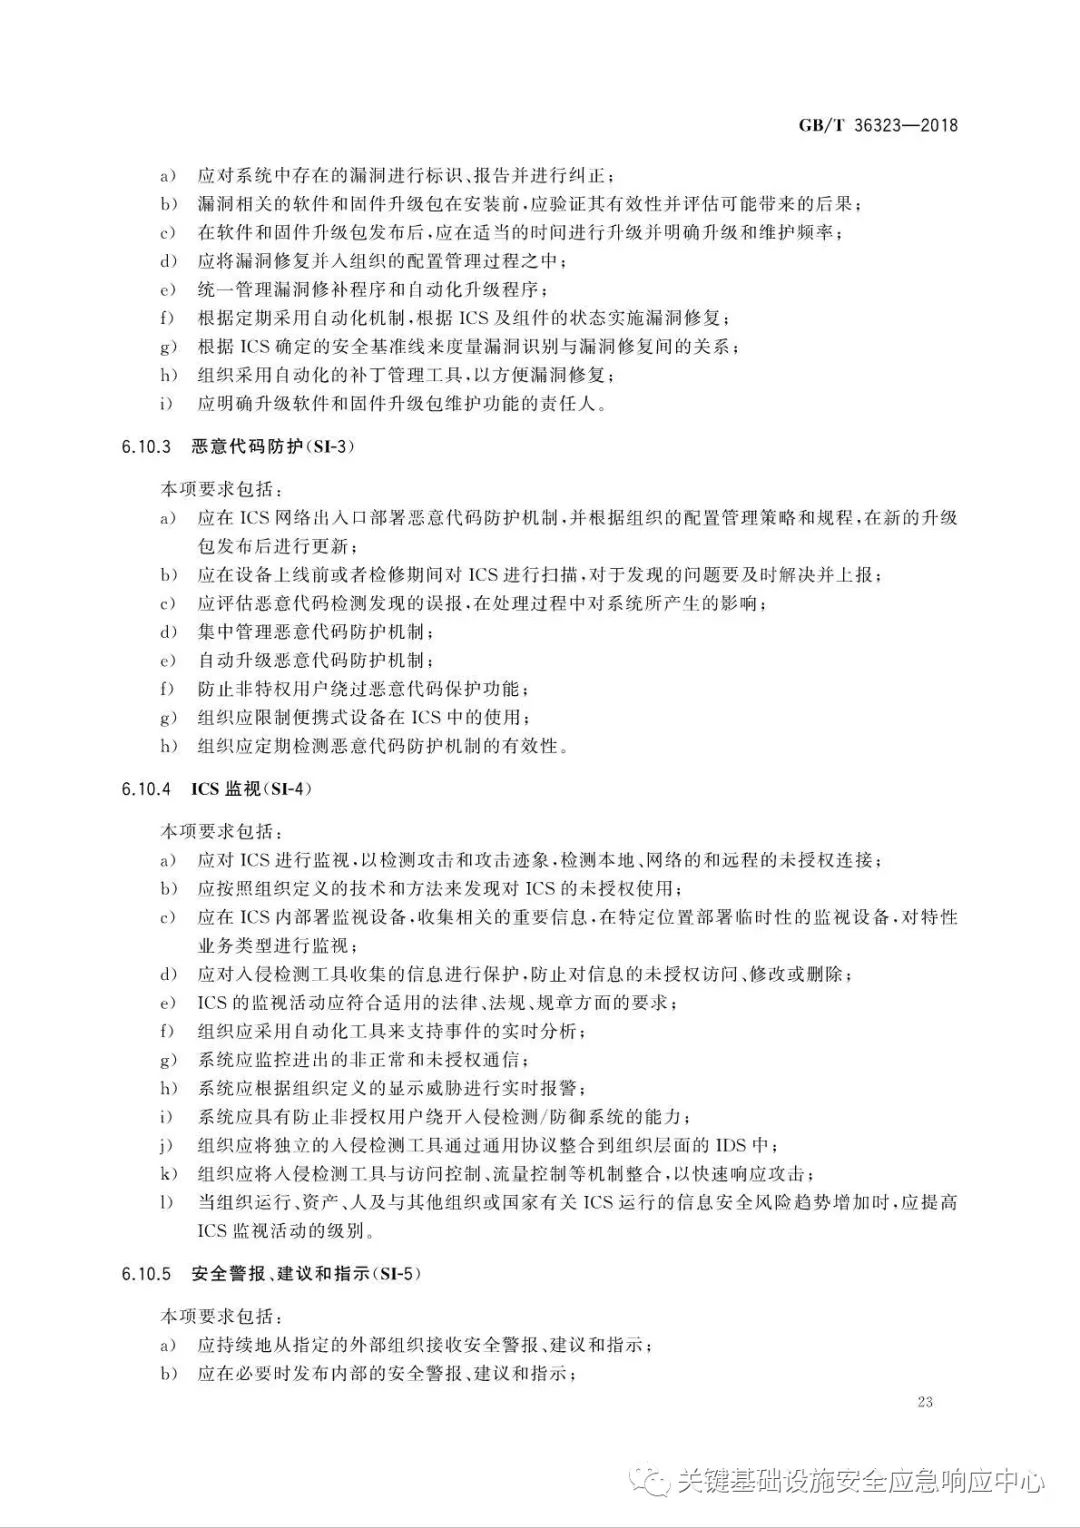 GB/T 36323—2018
a) 应对系统中存在的漏洞进行标识、报告并进行纠正；
b) 漏洞相关的软件和固件升级包在安装前，应验证其有效性并评估可能带来的后果；
c) 在软件和固件升级包发布后，应在适当的时间进行升级并明确升级和维护频率；
d) 应将漏洞修复并入组织的配置管理过程之中；
e) 统一管理漏洞修补程序和自动化升级程序；
f) 根据定期采用自动化机制，根据 ICS 及组件的状态实施漏洞修复；
g) 根据 ICS 确定的安全基准线来度量漏洞识别与漏洞修复间的关系；
h) 组织采用自动化的补丁管理工具，以方便漏洞修复；
i) 应明确升级软件和固件升级包维护功能的责任人。
6.10.3 恶意代码防护(SI-3)
本项要求包括：
a) 应在 ICS 网络出入口部署恶意代码防护机制，并根据组织的配置管理策略和规程，在新的升级
包发布后进行更新；
b) 应在设备上线前或者检修期间对 ICS 进行扫描，对于发现的问题要及时解决并上报；
c) 应评估恶意代码检测发现的误报，在处理过程中对系统所产生的影响；
d) 集中管理恶意代码防护机制；
e) 自动升级恶意代码防护机制；
f) 防止非特权用户绕过恶意代码保护功能；
g) 组织应限制便携式设备在 ICS 中的使用；
h) 组织应定期检测恶意代码防护机制的有效性。
6.10.4 ICS 监视(SI-4)
本项要求包括：
a) 应对 ICS 进行监视，以检测攻击和攻击迹象，检测本地、网络的和远程的未授权连接；
b) 应按照组织定义的技术和方法来发现对 ICS 的未授权使用；
c) 应在 ICS 内部署监视设备，收集相关的重要信息，在特定位置部署临时性的监视设备，对特性
业务类型进行监视；
d) 应对入侵检测工具收集的信息进行保护，防止对信息的未授权访问、修改或删除；
e) ICS 的监视活动应符合适用的法律、法规、规章方面的要求；
f) 组织应采用自动化工具来支持事件的实时分析；
g) 系统应监控进出的非正常和未授权通信；
h) 系统应根据组织定义的显示威胁进行实时报警；
i) 系统应具有防止非授权用户绕开入侵检测/防御系统的能力；
j) 组织应将独立的入侵检测工具通过通用协议整合到组织层面的 IDS 中；
k) 组织应将入侵检测工具与访问控制、流量控制等机制整合，以快速响应攻击；
l) 当组织运行、资产、人及与其他组织或国家有关 ICS 运行的信息安全风险趋势增加时，应提高
ICS 监视活动的级别。
6.10.5 安全警报、建议和指示(SI-5)
本项要求包括：
a) 应持续地从指定的外部组织接收安全警报、建议和指示；
b) 应在必要时发布内部的安全警报、建议和指示；
23
关键基础设施安全应急响应中心